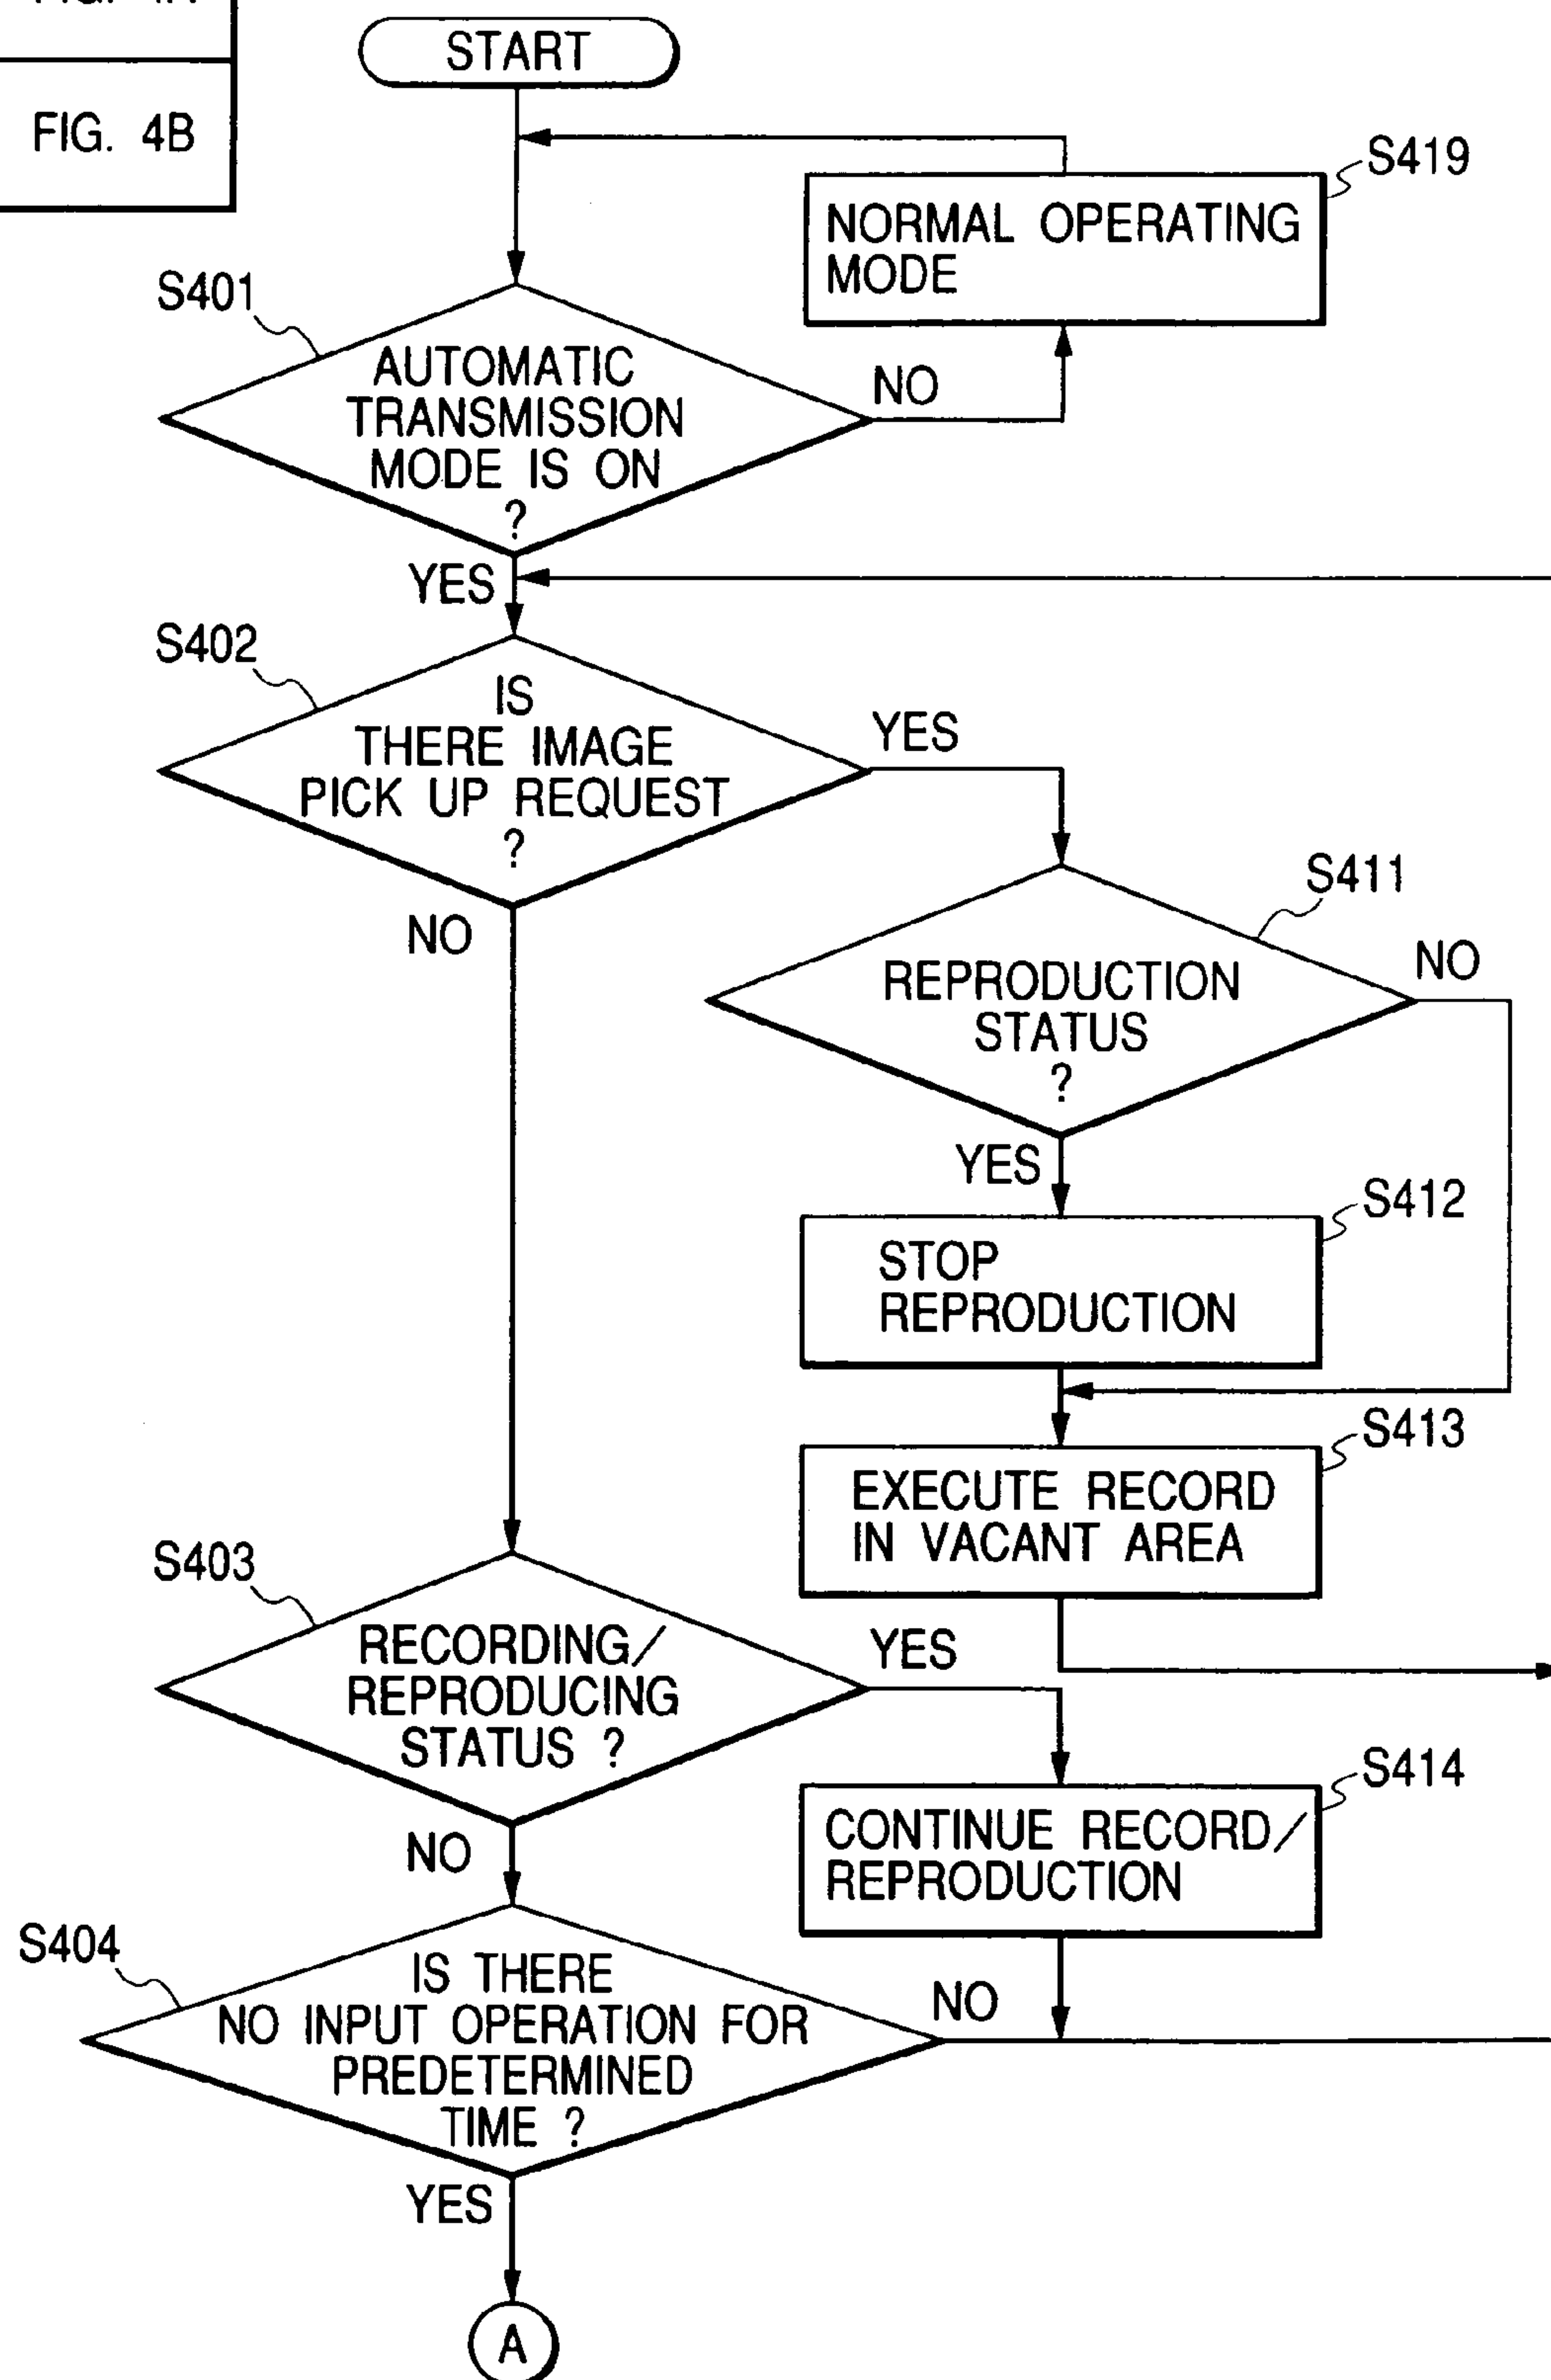 FIG. 4B
START
S419
NORMAL OPERATING
MODE
S401
AUTOMATIC
TRANSMISSION
MODE IS ON
?
NO
YES
S402
IS
THERE IMAGE
PICK UP REQUEST
?
YES
NO
S411
REPRODUCTION
STATUS
?
NO
YES
S412
STOP
REPRODUCTION
S413
EXECUTE RECORD
IN VACANT AREA
S403
RECORDING/
REPRODUCING
STATUS ?
YES
NO
S414
CONTINUE RECORD/
REPRODUCTION
S404
IS THERE
NO INPUT OPERATION FOR
PREDETERMINED
TIME ?
NO
YES
A